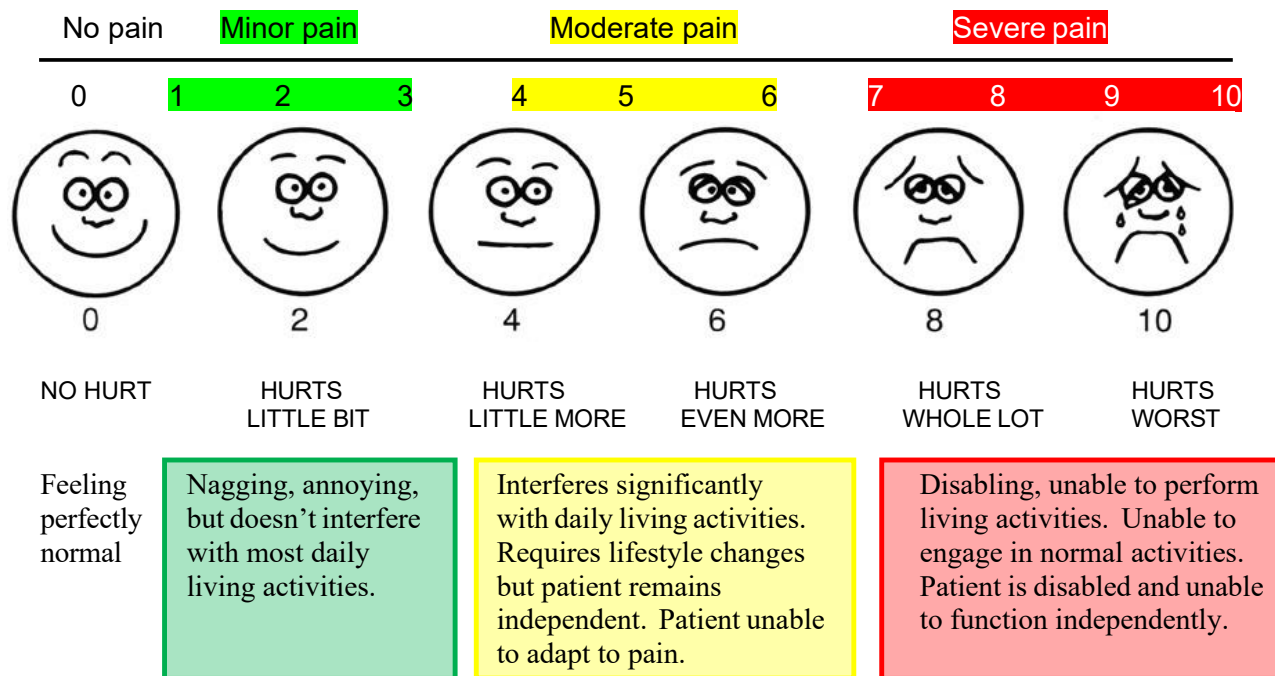 No pain Minor pain Moderate pain Severe pain
0 1 2 3 4 5 6 7 8 9 10
0 2 4 6 8 10
NO HURT HURTS HURTS HURTS HURTS HURTS
LITTLE BIT LITTLE MORE EVEN MORE WHOLE LOT WORST
Feeling
perfectly
normal
Nagging, annoying,
but doesn’t interfere
with most daily
living activities.
Interferes significantly
with daily living activities.
Requires lifestyle changes
but patient remains
independent. Patient unable
to adapt to pain.
Disabling, unable to perform
living activities. Unable to
engage in normal activities.
Patient is disabled and unable
to function independently.